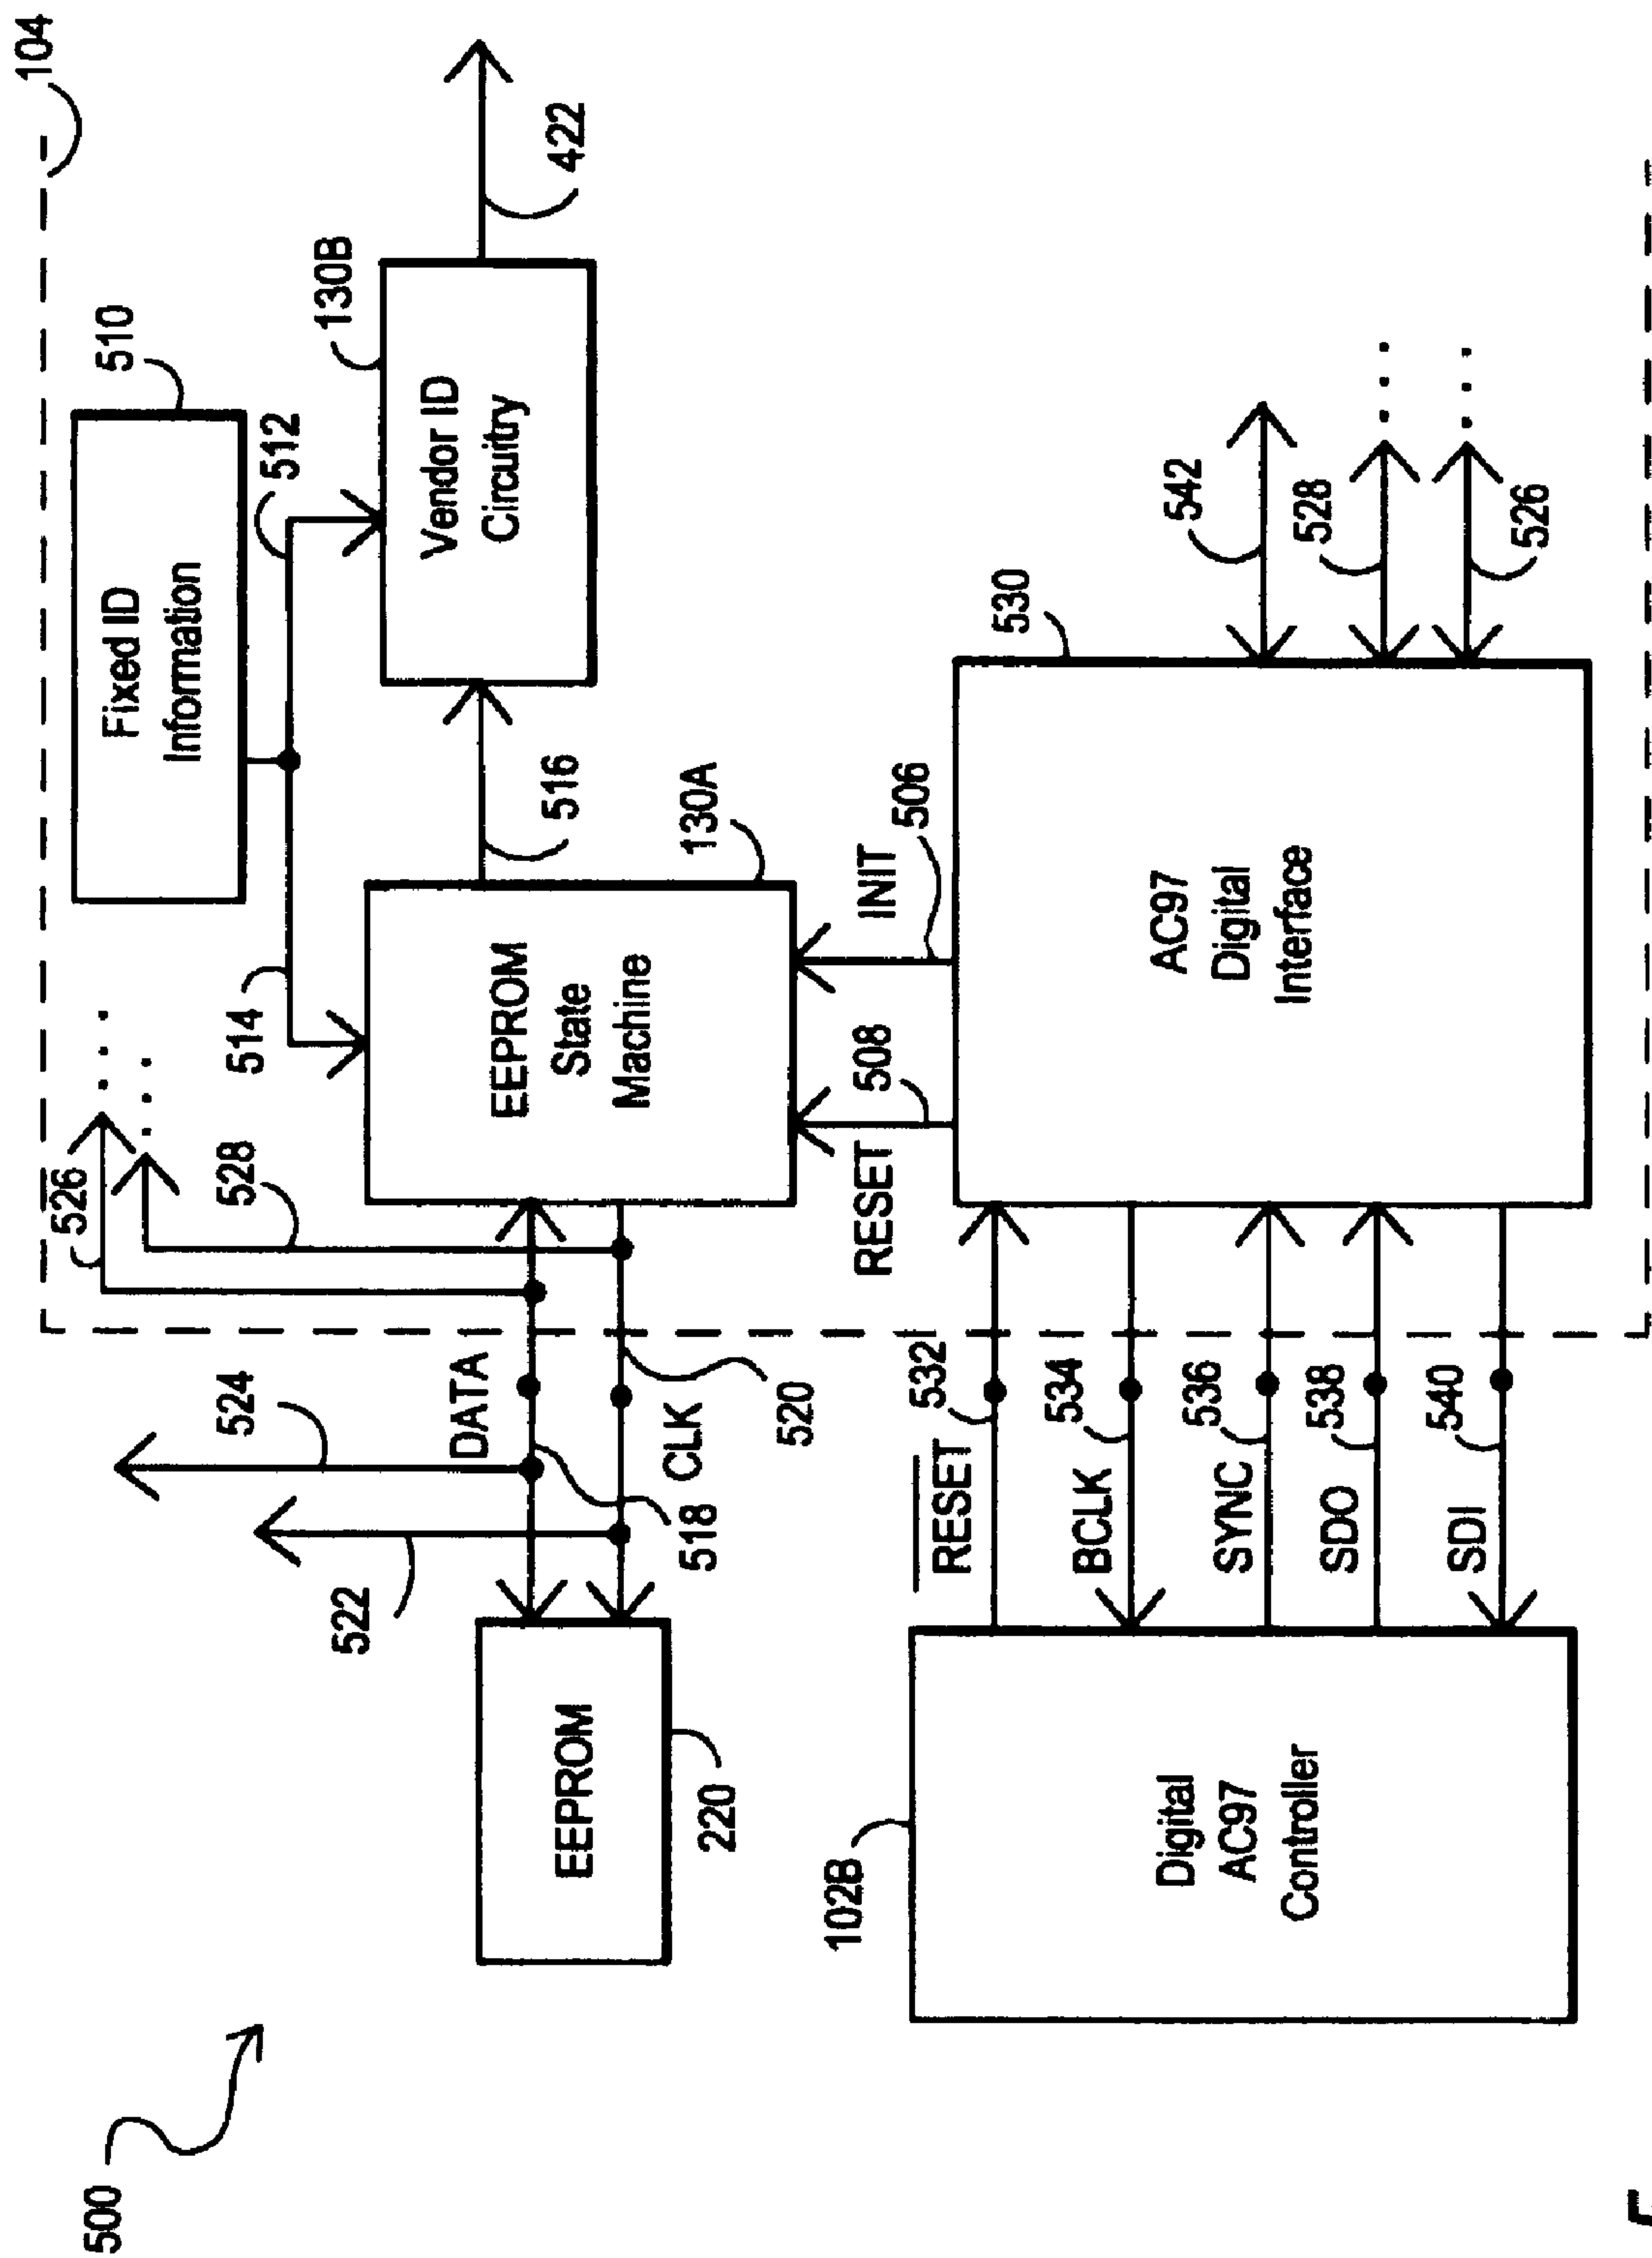 500
104
526
528
514
Fixed ID
Information
510
512
524
522
DATA
518
CLK
520
EEPROM
220
EEPROM
State
Machine
130A
516
Vendor ID
Circuitry
130B
422
RESET
508
INIT
506
Digital
AC97
Controller
102B
RESET
532
BCLK
534
SYNC
536
SDO
538
SDI
540
AC97
Digital
Interface
530
542
528
526